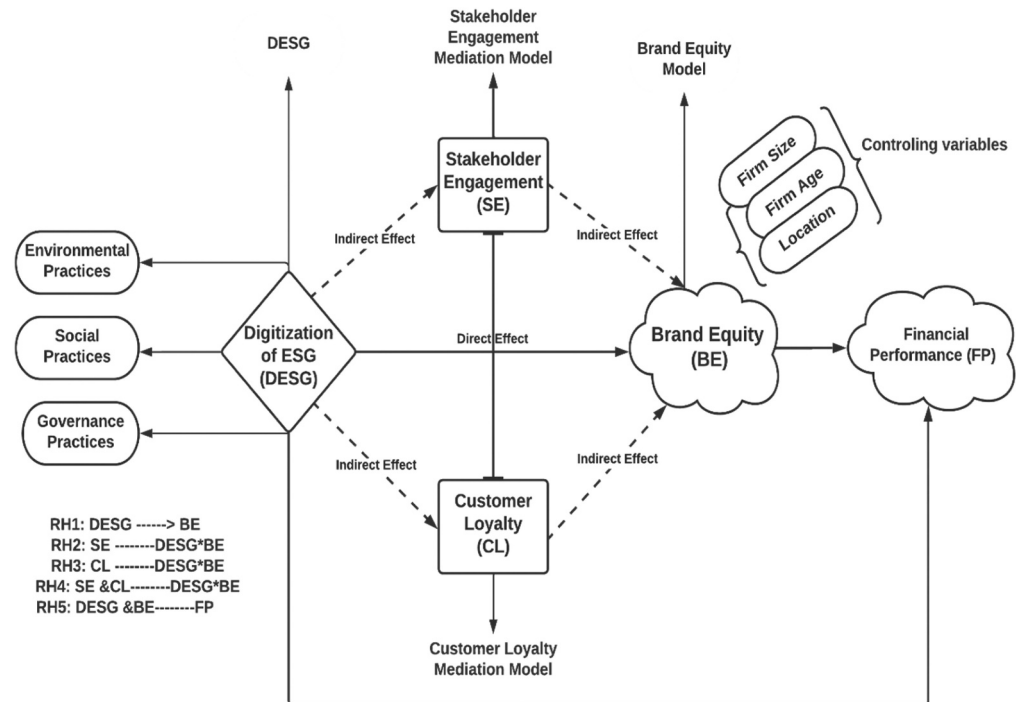 DESG
Stakeholder
Engagement
Mediation Model
Brand Equity
Model
Firm Size
Firm Age
Location
Controling variables
Stakeholder
Engagement
(SE)
Indirect Effect
Indirect Effect
Environmental
Practices
Social
Practices
Governance
Practices
Digitization
of ESG
(DESG)
Direct Effect
Brand Equity
(BE)
Financial
Performance (FP)
Indirect Effect
Indirect Effect
Customer
Loyalty
(CL)
RH1: DESG ------> BE
RH2: SE --------DESG*BE
RH3: CL --------DESG*BE
RH4: SE &CL--------DESG*BE
RH5: DESG &BE--------FP
Customer Loyalty
Mediation Model